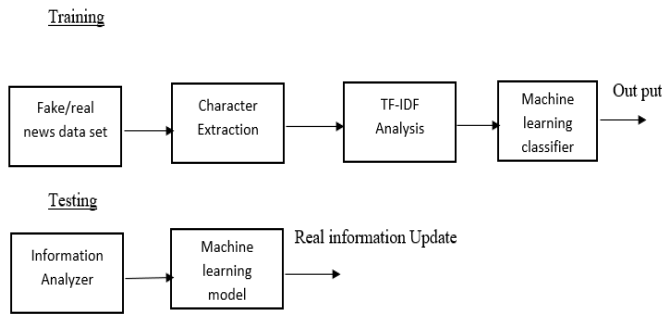 Training
Fake/real
news data set
Character
Extraction
TF-IDF
Analysis
Machine
learning
classifier
Out put
Testing
Information
Analyzer
Machine
learning
model
Real information Update